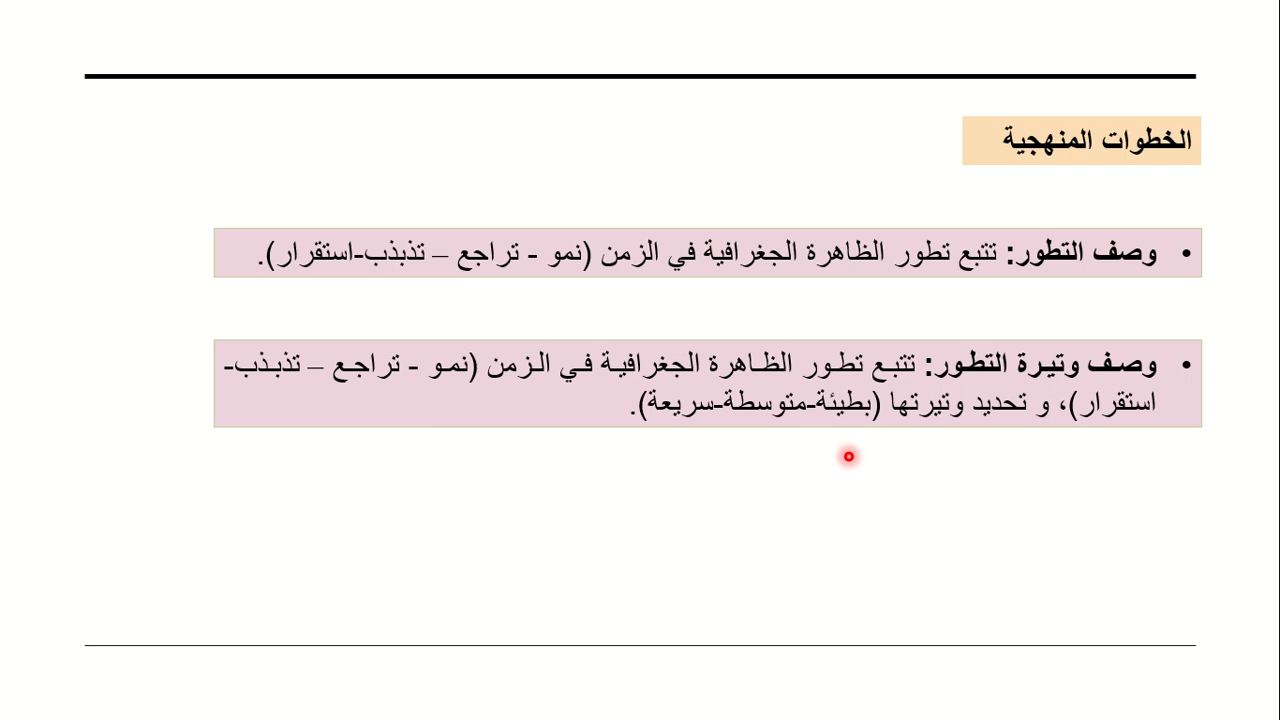 الخطوات المنهجية
• وصف التطور: تتبع تطور الظاهرة الجغرافية في الزمن (نمو - تراجع – تذبذب-استقرار).
• وصف وتيرة التطور: تتبع تطور الظاهرة الجغرافية في الزمن (نمو - تراجع – تذبذب-
استقرار)، و تحديد وتيرتها (بطيئة-متوسطة-سريعة).